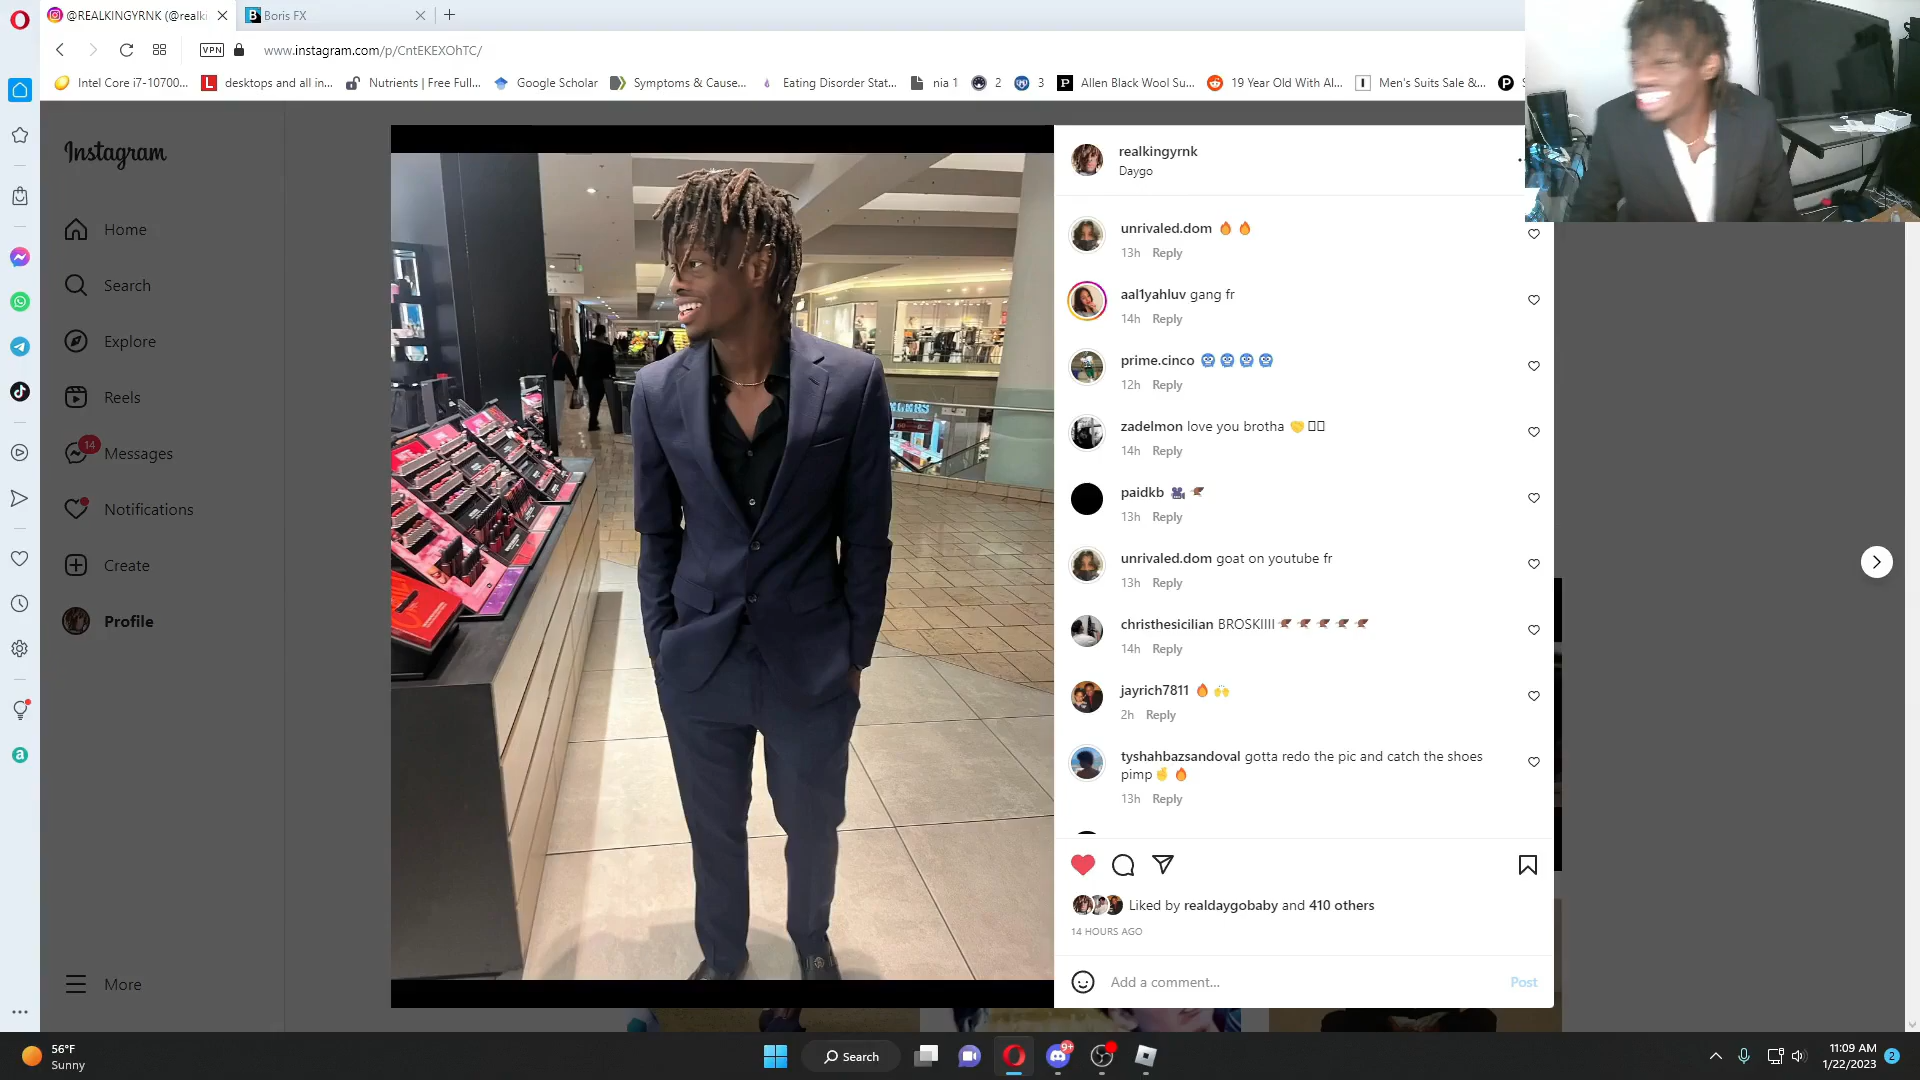 @REALKINGYRNK (@realki
Boris FX
VPN
www.instagram.com/p/CntEKEXOhTC/
Intel Core i7-10700...
desktops and all in...
Nutrients | Free Full...
Google Scholar
Symptoms & Cause...
Eating Disorder Stat...
nia 1
2
3
Allen Black Wool Su...
19 Year Old With Al...
Men's Suits Sale &...
Instagram
Home
Search
Explore
Reels
14
Messages
Notifications
Create
Profile
More
realkingyrnk
Daygo
unrivaled.dom 🔥 🔥
13h Reply
aal1yahluv gang fr
14h Reply
prime.cinco 🥶 🥶 🥶 🥶
12h Reply
zadelmon love you brotha
14h Reply
paidkb
13h Reply
unrivaled.dom goat on youtube fr
13h Reply
christhesicilian BROSKIIII
14h Reply
jayrich7811 🔥 🙌
2h Reply
tyshahbazsandoval gotta redo the pic and catch the shoes
pimp ✌ 🔥
13h Reply
Liked by realdaygobaby and 410 others
14 HOURS AGO
Add a comment...
Post
56°F
Sunny
Search
9+
11:09 AM
1/22/2023
2